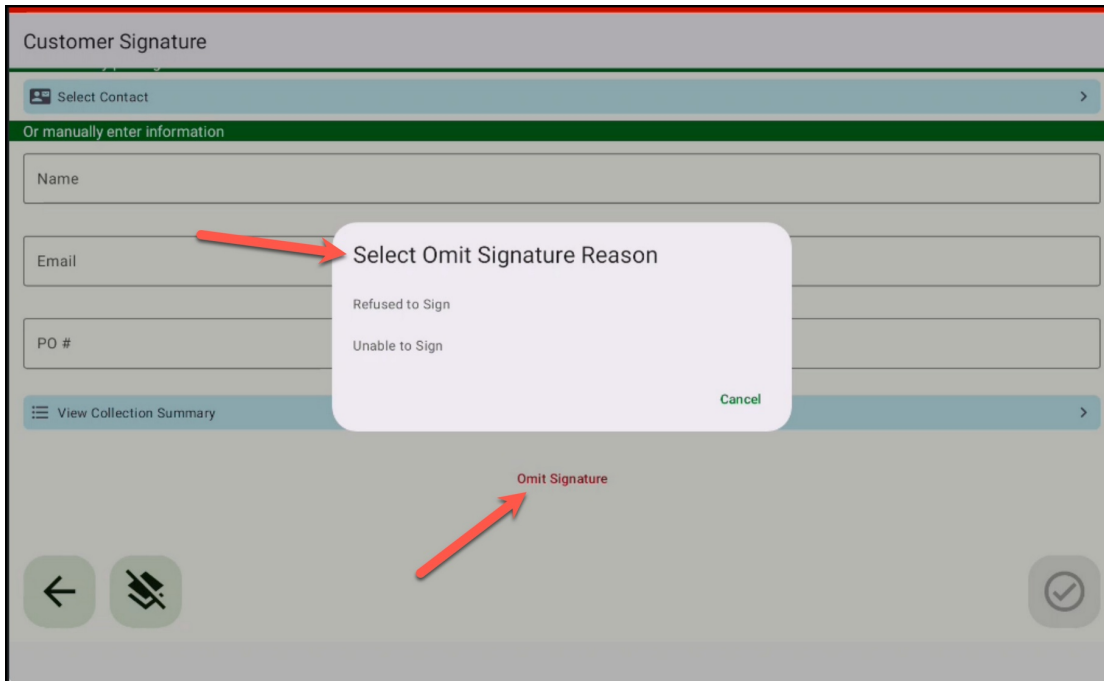 Customer Signature
Select Contact
Or manually enter information
Name
Email
PO #
Select Omit Signature Reason
Refused to Sign
Unable to Sign
Cancel
View Collection Summary
Omit Signature